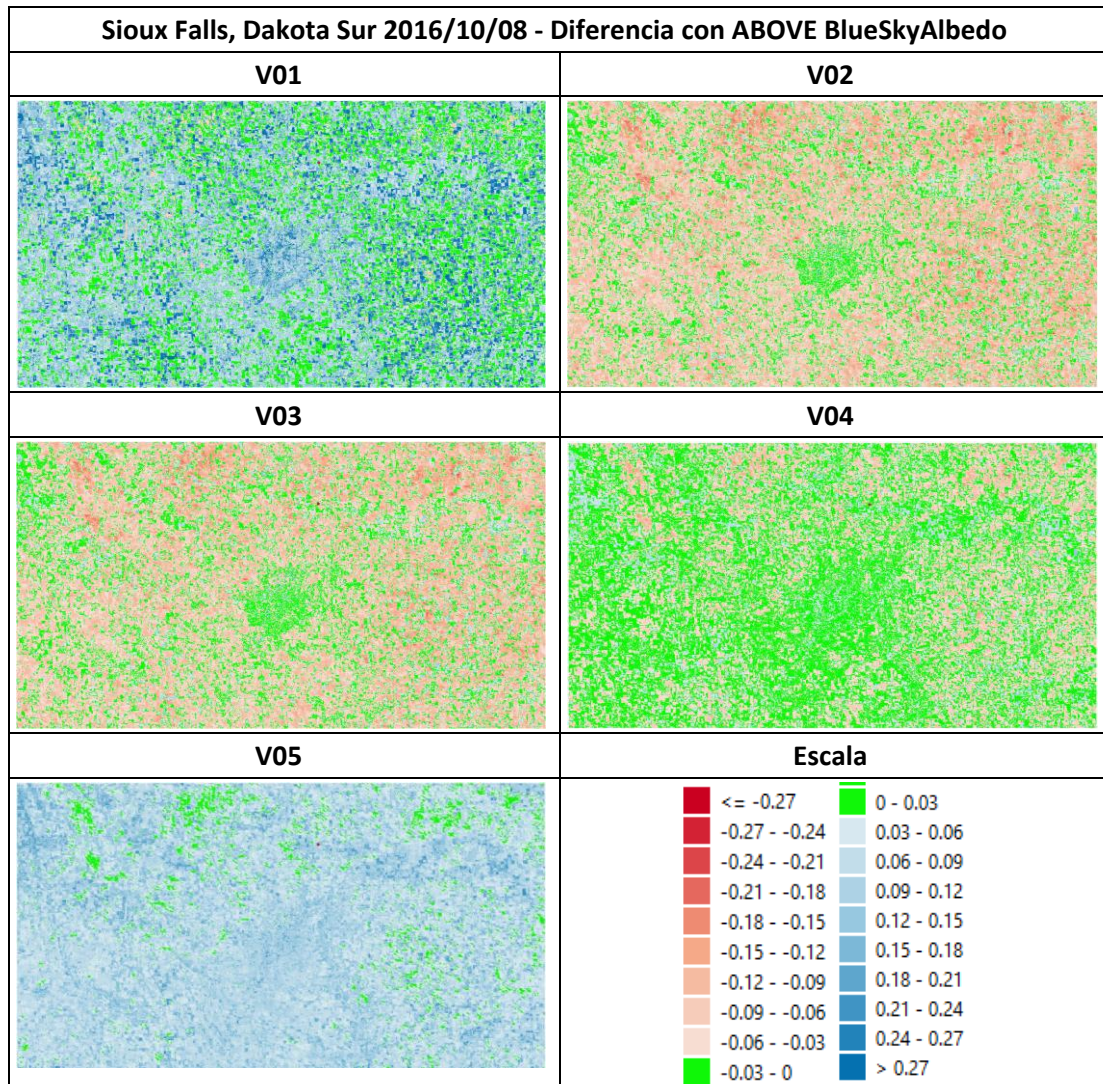 Sioux Falls, Dakota Sur 2016/10/08 - Diferencia con ABOVE BlueSkyAlbedo
V01
V02
V03
V04
V05
Escala
<= -0.27
-0.27 - -0.24
-0.24 - -0.21
-0.21 - -0.18
-0.18 - -0.15
-0.15 - -0.12
-0.12 - -0.09
-0.09 - -0.06
-0.06 - -0.03
-0.03 - 0
0 - 0.03
0.03 - 0.06
0.06 - 0.09
0.09 - 0.12
0.12 - 0.15
0.15 - 0.18
0.18 - 0.21
0.21 - 0.24
0.24 - 0.27
> 0.27